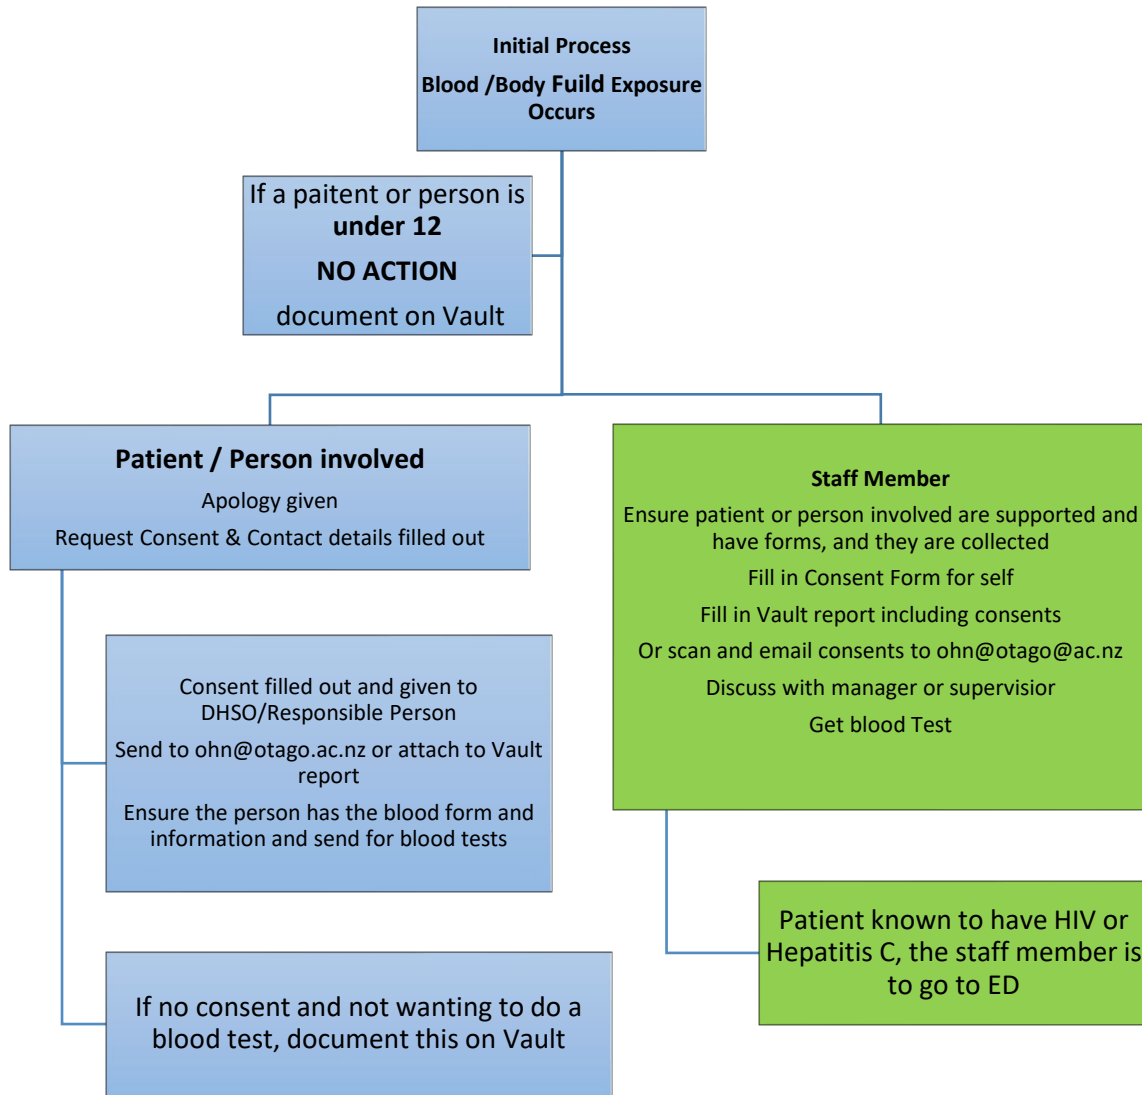 Initial Process
Blood /Body Fuild Exposure
Occurs
If a paitent or person is
under 12
NO ACTION
document on Vault
Patient / Person involved
Apology given
Request Consent & Contact details filled out
Consent filled out and given to
DHSO/Responsible Person
Send to ohn@otago.ac.nz or attach to Vault
report
Ensure the person has the blood form and
information and send for blood tests
If no consent and not wanting to do a
blood test, document this on Vault
Staff Member
Ensure patient or person involved are supported and
have forms, and they are collected
Fill in Consent Form for self
Fill in Vault report including consents
Or scan and email consents to ohn@otago@ac.nz
Discuss with manager or supervisior
Get blood Test
Patient known to have HIV or
Hepatitis C, the staff member is
to go to ED